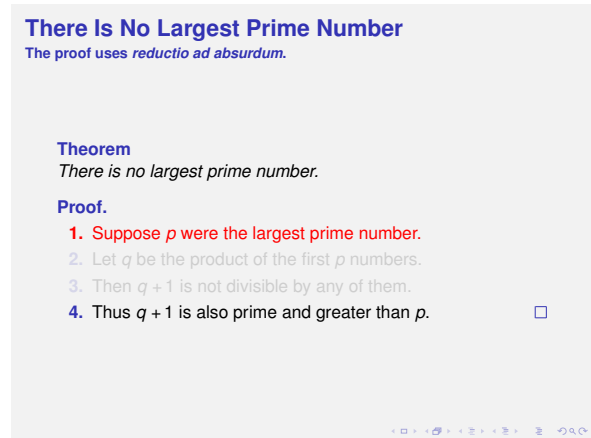 There Is No Largest Prime Number
The proof uses reductio ad absurdum.
Theorem
There is no largest prime number.
Proof.
1. Suppose p were the largest prime number.
2. Let q be the product of the first p numbers.
3. Then q + 1 is not divisible by any of them.
4. Thus q + 1 is also prime and greater than p.